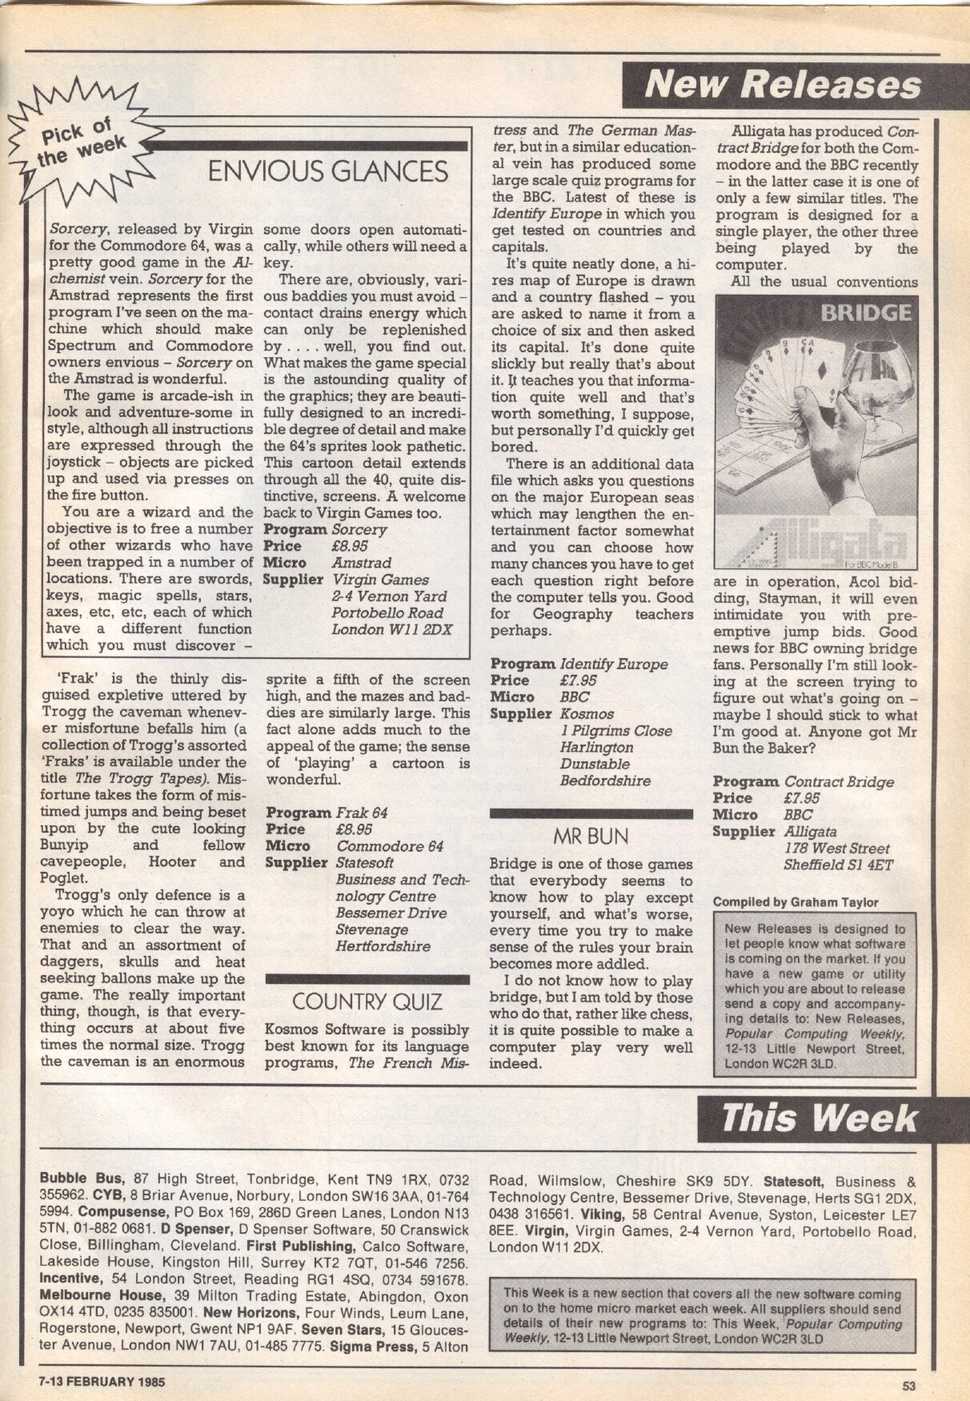 New Releases
Pick of
the week
ENVIOUS GLANCES
Sorcery, released by Virgin
for the Commodore 64, was a
pretty good game in the Al-
chemist vein. Sorcery for the
Amstrad represents the first
program I've seen on the ma-
chine which should make
Spectrum and Commodore
owners envious – Sorcery on
the Amstrad is wonderful.
The game is arcade-ish in
look and adventure-some in
style, although all instructions
are expressed through the
joystick – objects are picked
up and used via presses on
the fire button.
You are a wizard and the
objective is to free a number
of other wizards who have
been trapped in a number of
locations. There are swords,
keys, magic spells, stars,
axes, etc, etc, each of which
have a different function
which you must discover –
some doors open automati-
cally, while others will need a
key.
There are, obviously, vari-
ous baddies you must avoid –
contact drains energy which
can only be replenished
by . . . . well, you find out.
What makes the game special
is the astounding quality of
the graphics; they are beauti-
fully designed to an incredi-
ble degree of detail and make
the 64's sprites look pathetic.
This cartoon detail extends
through all the 40, quite dis-
tinctive, screens. A welcome
back to Virgin Games too.
Program Sorcery
Price £8.95
Micro Amstrad
Supplier Virgin Games
2-4 Vernon Yard
Portobello Road
London W11 2DX
'Frak' is the thinly dis-
guised expletive uttered by
Trogg the caveman whenev-
er misfortune befalls him (a
collection of Trogg's assorted
'Fraks' is available under the
title The Trogg Tapes). Mis-
fortune takes the form of mis-
timed jumps and being beset
upon by the cute looking
Bunyip and fellow
cavepeople, Hooter and
Poglet.
Trogg's only defence is a
yoyo which he can throw at
enemies to clear the way.
That and an assortment of
daggers, skulls and heat
seeking ballons make up the
game. The really important
thing, though, is that every-
thing occurs at about five
times the normal size. Trogg
the caveman is an enormous
sprite a fifth of the screen
high, and the mazes and bad-
dies are similarly large. This
fact alone adds much to the
appeal of the game; the sense
of 'playing' a cartoon is
wonderful.
Program Frak 64
Price £8.95
Micro Commodore 64
Supplier Statesoft
Business and Tech-
nology Centre
Bessemer Drive
Stevenage
Hertfordshire
COUNTRY QUIZ
Kosmos Software is possibly
best known for its language
programs, The French Mis-
tress and The German Mas-
ter, but in a similar education-
al vein has produced some
large scale quiz programs for
the BBC. Latest of these is
Identify Europe in which you
get tested on countries and
capitals.
It's quite neatly done, a hi-
res map of Europe is drawn
and a country flashed – you
are asked to name it from a
choice of six and then asked
its capital. It's done quite
slickly but really that's about
it. It teaches you that informa-
tion quite well and that's
worth something, I suppose,
but personally I'd quickly get
bored.
There is an additional data
file which asks you questions
on the major European seas
which may lengthen the en-
tertainment factor somewhat
and you can choose how
many chances you have to get
each question right before
the computer tells you. Good
for Geography teachers
perhaps.
Program Identify Europe
Price £7.95
Micro BBC
Supplier Kosmos
1 Pilgrims Close
Harlington
Dunstable
Bedfordshire
MR BUN
Bridge is one of those games
that everybody seems to
know how to play except
yourself, and what's worse,
every time you try to make
sense of the rules your brain
becomes more addled.
I do not know how to play
bridge, but I am told by those
who do that, rather like chess,
it is quite possible to make a
computer play very well
indeed.
Alligata has produced Con-
tract Bridge for both the Com-
modore and the BBC recently
– in the latter case it is one of
only a few similar titles. The
program is designed for a
single player, the other three
being played by the
computer.
All the usual conventions
CONTRACT BRIDGE
Alligata
For BBC Model B
are in operation, Acol bid-
ding, Stayman, it will even
intimidate you with pre-
emptive jump bids. Good
news for BBC owning bridge
fans. Personally I'm still look-
ing at the screen trying to
figure out what's going on –
maybe I should stick to what
I'm good at. Anyone got Mr
Bun the Baker?
Program Contract Bridge
Price £7.95
Micro BBC
Supplier Alligata
178 West Street
Sheffield S1 4ET
Compiled by Graham Taylor
New Releases is designed to
let people know what software
is coming on the market. If you
have a new game or utility
which you are about to release
send a copy and accompany-
ing details to: New Releases,
Popular Computing Weekly,
12-13 Little Newport Street,
London WC2R 3LD.
This Week
Bubble Bus, 87 High Street, Tonbridge, Kent TN9 1RX, 0732
355962. CYB, 8 Briar Avenue, Norbury, London SW16 3AA, 01-764
5994. Compusense, PO Box 169, 286D Green Lanes, London N13
5TN, 01-882 0681. D Spenser, D Spenser Software, 50 Cranswick
Close, Billingham, Cleveland. First Publishing, Calco Software,
Lakeside House, Kingston Hill, Surrey KT2 7QT, 01-546 7256.
Incentive, 54 London Street, Reading RG1 4SQ, 0734 591678.
Melbourne House, 39 Milton Trading Estate, Abingdon, Oxon
OX14 4TD, 0235 835001. New Horizons, Four Winds, Leum Lane,
Rogerstone, Newport, Gwent NP1 9AF. Seven Stars, 15 Glouces-
ter Avenue, London NW1 7AU, 01-485 7775. Sigma Press, 5 Alton
Road, Wilmslow, Cheshire SK9 5DY. Statesoft, Business &
Technology Centre, Bessemer Drive, Stevenage, Herts SG1 2DX,
0438 316561. Viking, 58 Central Avenue, Syston, Leicester LE7
8EE. Virgin, Virgin Games, 2-4 Vernon Yard, Portobello Road,
London W11 2DX.
This Week is a new section that covers all the new software coming
on to the home micro market each week. All suppliers should send
details of their new programs to: This Week, Popular Computing
Weekly, 12-13 Little Newport Street, London WC2R 3LD
7-13 FEBRUARY 1985
53